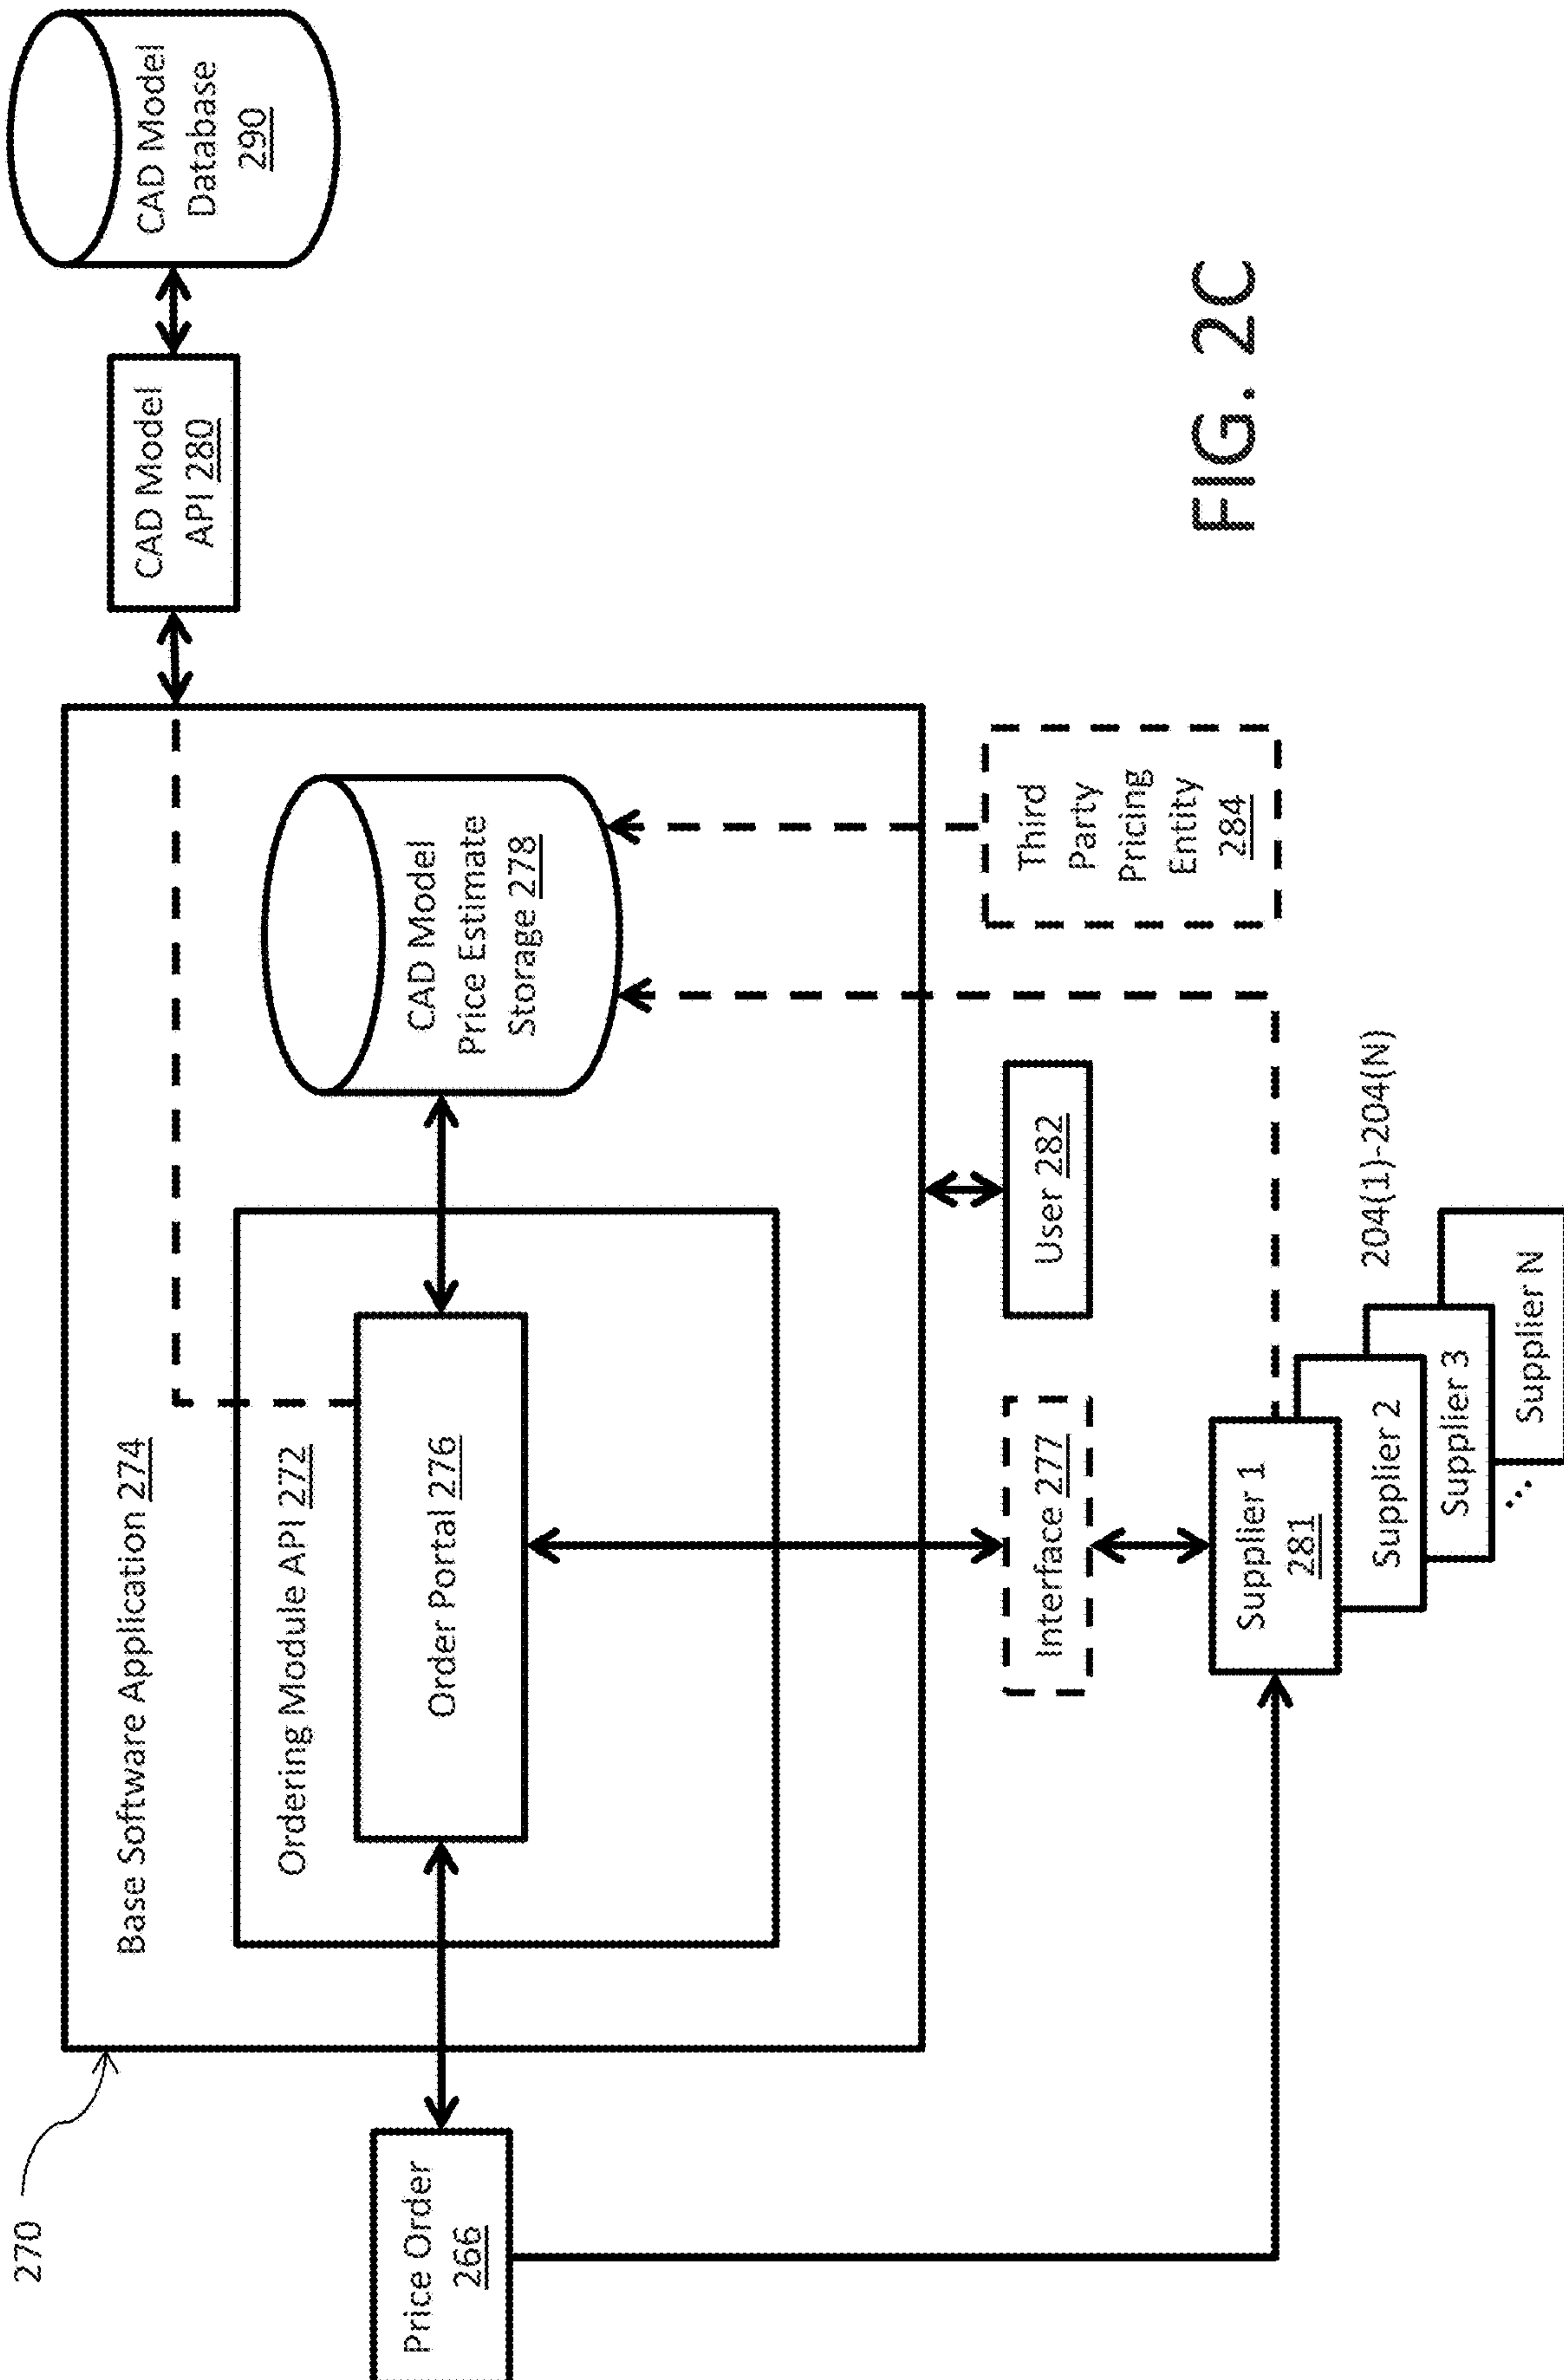 270
Base Software Application 274
Ordering Module API 272
Order Portal 276
Price Order
266
CAD Model
Price Estimate
Storage 278
CAD Model
API 280
CAD Model
Database
290
Interface 277
User 282
Third
Party
Pricing
Entity
284
Supplier 1
281
Supplier 2
Supplier 3
...
Supplier N
204(1)-204(N)
FIG. 2C